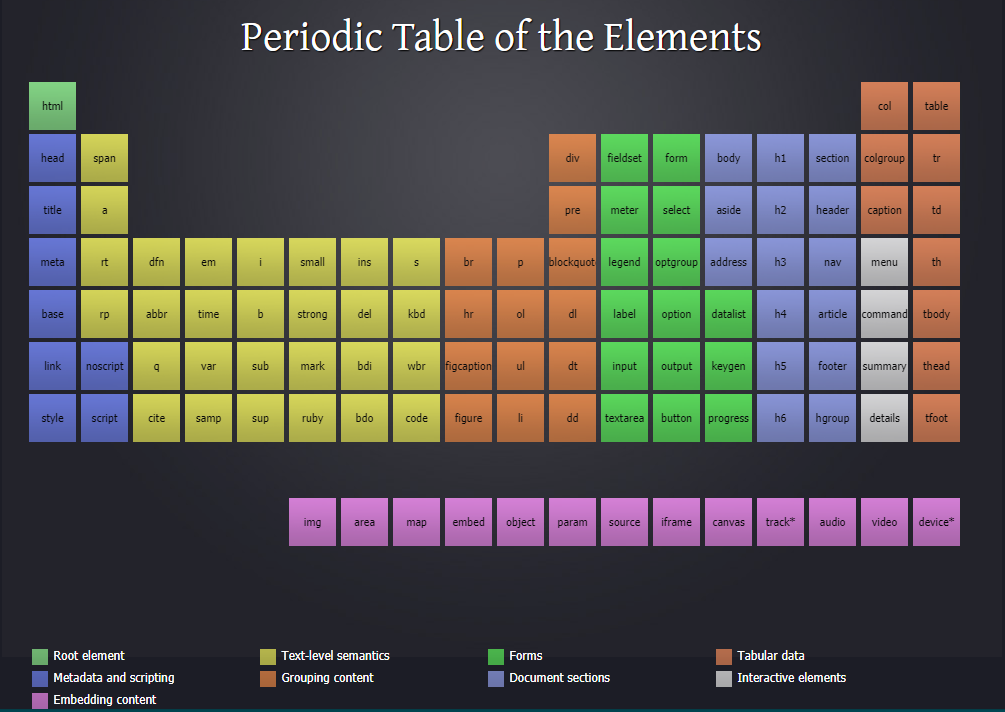 Periodic Table of the Elements
html col table
head span div fieldset form body h1 section colgroup tr
title a pre meter select aside h2 header caption td
meta rt dfn em i small ins s br p blockquot legend optgroup address h3 nav menu th
base rp abbr time b strong del kbd hr ol dl label option datalist h4 article command tbody
link noscript q var sub mark bdi wbr figcaption ul dt input output keygen h5 footer summary thead
style script cite samp sup ruby bdo code figure li dd textarea button progress h6 hgroup details tfoot
img area map embed object param source iframe canvas track* audio video device*
Root element Text-level semantics Forms Tabular data
Metadata and scripting Grouping content Document sections Interactive elements
Embedding content